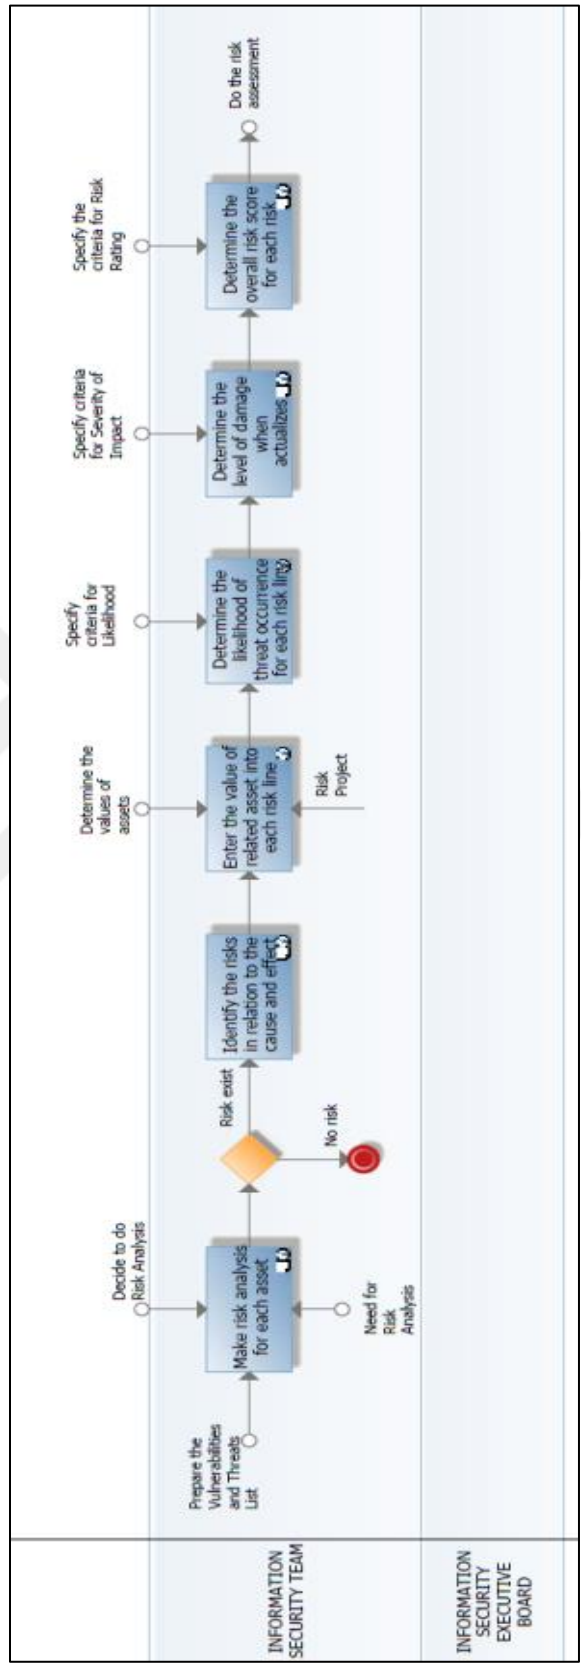 INFORMATION
SECURITY TEAM
INFORMATION
SECURITY
EXECUTIVE
BOARD
Prepare the
Vulnerabilities
and Threats
List
Decide to do
Risk Analysis
Make risk analysis
for each asset
Need for
Risk
Analysis
Risk exist
No risk
Identify the risks
in relation to the
cause and effect
Determine the
values of
assets
Enter the value of
related asset into
each risk line
Risk
Project
Specify
criteria for
Likelihood
Determine the
likelihood of
threat occurrence
for each risk line
Specify criteria
for Severity of
Impact
Determine the
level of damage
when
actualizes
Specify the
criteria for Risk
Rating
Determine the
overall risk score
for each risk
Do the risk
assessment